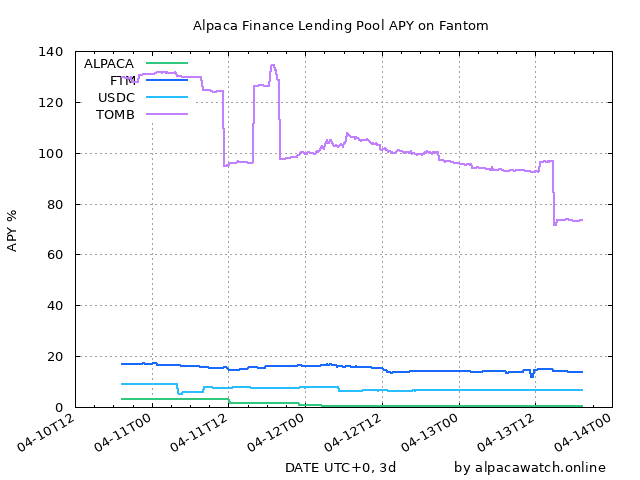 Alpaca Finance Lending Pool APY on Fantom
140
120
100
80
60
40
20
0
APY %
ALPACA
FTM
USDC
TOMB
04-10T12
04-11T00
04-11T12
04-12T00
04-12T12
04-13T00
04-13T12
04-14T00
DATE UTC+0, 3d
by alpacawatch.online